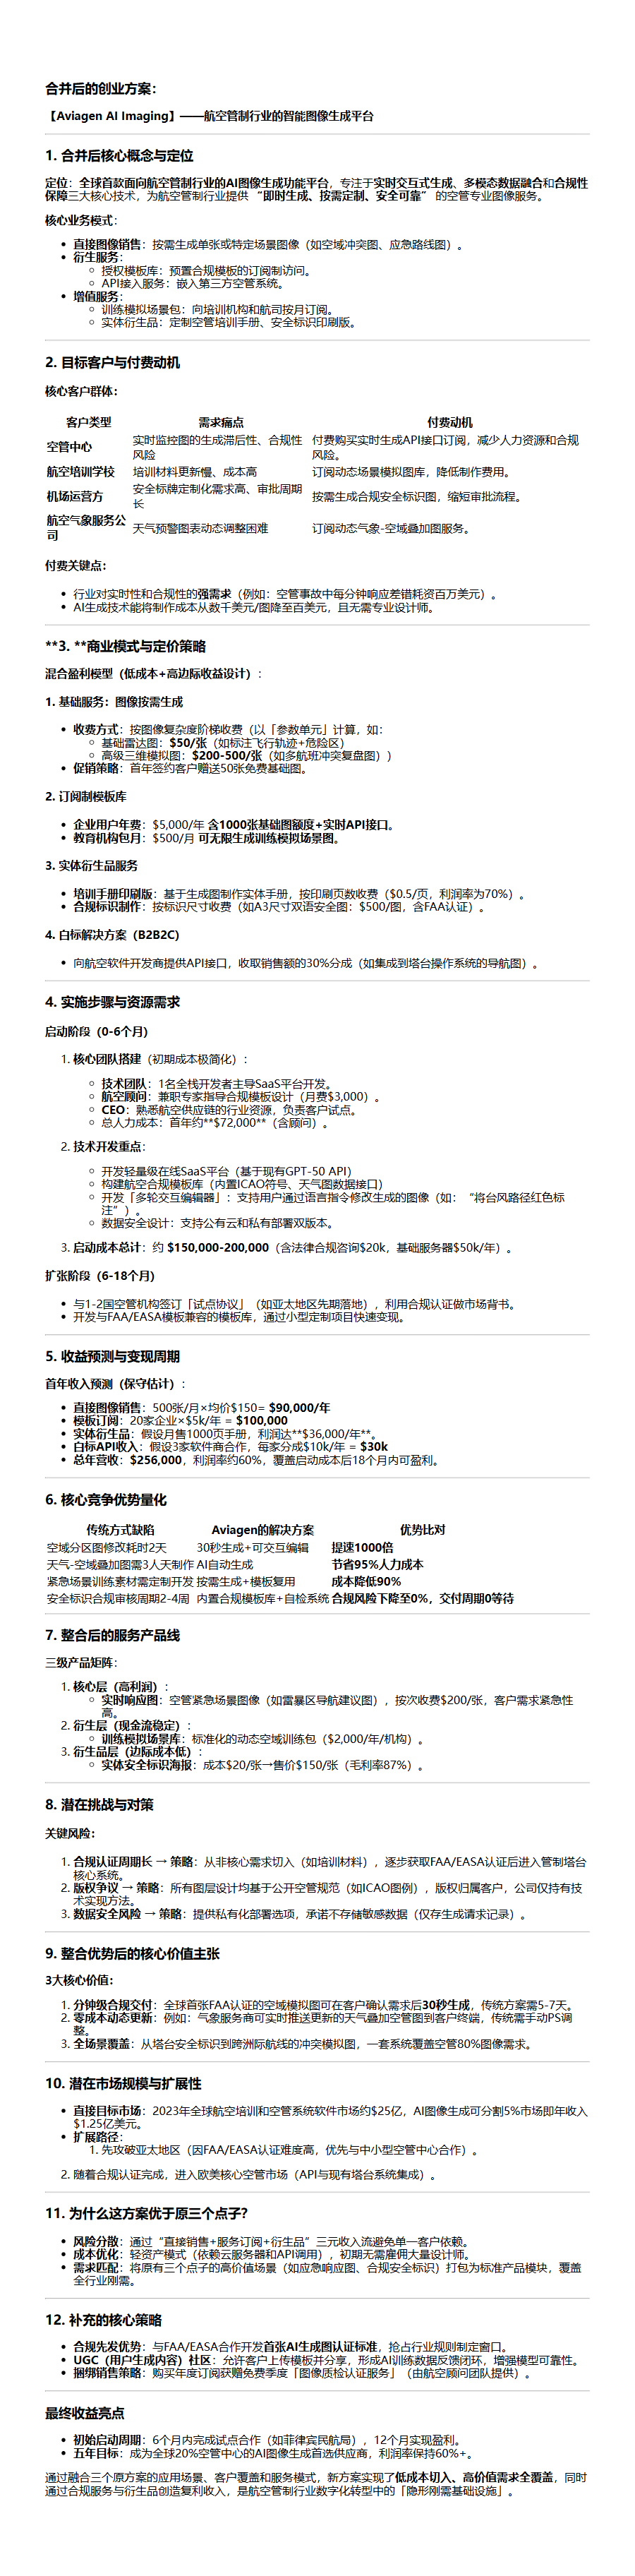 合并后的创业方案：
【Aviagen AI Imaging】——航空管制行业的智能图像生成平台
1. 合并后核心概念与定位
定位：全球首款面向航空管制行业的AI图像生成功能平台，专注于实时交互式生成、多模态数据融合和合规性
保障三大核心技术，为航空管制行业提供 “即时生成、按需定制、安全可靠” 的空管专业图像服务。
核心业务模式：
• 直接图像销售：按需生成单张或特定场景图像（如空域冲突图、应急路线图）。
• 衍生服务：
◦ 授权模板库：预置合规模板的订阅制访问。
◦ API接入服务：嵌入第三方空管系统。
• 增值服务：
◦ 训练模拟场景包：向培训机构和航司按月订阅。
◦ 实体衍生品：定制空管培训手册、安全标识印刷版。
2. 目标客户与付费动机
核心客户群体：
客户类型 需求痛点 付费动机
空管中心 实时监控图的生成滞后性、合规性风险 付费购买实时生成API接口订阅，减少人力资源和合规风险。
航空培训学校 培训材料更新慢、成本高 订阅动态场景模拟图库，降低制作费用。
机场运营方 安全标牌定制化需求高、审批周期长 按需生成合规安全标识图，缩短审批流程。
航空气象服务公司 天气预警图表动态调整困难 订阅动态气象-空域叠加图服务。
付费关键点：
• 行业对实时性和合规性的强需求（例如：空管事故中每分钟响应差错耗资百万美元）。
• AI生成技术能将制作成本从数千美元/图降至百美元，且无需专业设计师。
**3. **商业模式与定价策略
混合盈利模型（低成本+高边际收益设计）：
1. 基础服务：图像按需生成
• 收费方式：按图像复杂度阶梯收费（以「参数单元」计算，如：
◦ 基础雷达图：$50/张（如标注飞行轨迹+危险区）
◦ 高级三维模拟图：$200-500/张（如多航班冲突复盘图））
• 促销策略：首年签约客户赠送50张免费基础图。
2. 订阅制模板库
• 企业用户年费：$5,000/年 含1000张基础图额度+实时API接口。
• 教育机构包月：$500/月 可无限生成训练模拟场景图。
3. 实体衍生品服务
• 培训手册印刷版：基于生成图制作实体手册，按印刷页数收费（$0.5/页，利润率为70%）。
• 合规标识制作：按标识尺寸收费（如A3尺寸双语安全图：$500/图，含FAA认证）。
4. 白标解决方案（B2B2C）
• 向航空软件开发商提供API接口，收取销售额的30%分成（如集成到塔台操作系统的导航图）。
4. 实施步骤与资源需求
启动阶段（0-6个月）
1. 核心团队搭建（初期成本极简化）：
◦ 技术团队：1名全栈开发者主导SaaS平台开发。
◦ 航空顾问：兼职专家指导合规模板设计（月费$3,000）。
◦ CEO：熟悉航空供应链的行业资源，负责客户试点。
◦ 总人力成本：首年约**$72,000**（含顾问）。
2. 技术开发重点：
◦ 开发轻量级在线SaaS平台（基于现有GPT-50 API）
◦ 构建航空合规模板库（内置ICAO符号、天气图数据接口）
◦ 开发「多轮交互编辑器」：支持用户通过语言指令修改生成的图像（如：“将台风路径红色标
注”）。
◦ 数据安全设计：支持公有云和私有部署双版本。
3. 启动成本总计：约 $150,000-200,000（含法律合规咨询$20k，基础服务器$50k/年）。
扩张阶段（6-18个月）
• 与1-2国空管机构签订「试点协议」（如亚太地区先期落地），利用合规认证做市场背书。
• 开发与FAA/EASA模板兼容的模板库，通过小型定制项目快速变现。
5. 收益预测与变现周期
首年收入预测（保守估计）：
• 直接图像销售：500张/月×均价$150= $90,000/年
• 模板订阅：20家企业×$5k/年 = $100,000
• 实体衍生品：假设月售1000页手册，利润达**$36,000/年**。
• 白标API收入：假设3家软件商合作，每家分成$10k/年 = $30k
• 总年营收：$256,000，利润率约60%，覆盖启动成本后18个月内可盈利。
6. 核心竞争优势量化
传统方式缺陷 Aviagen的解决方案 优势比对
空域分区图修改耗时2天 30秒生成+可交互编辑 提速1000倍
天气-空域叠加图需3人天制作 AI自动生成 节省95%人力成本
紧急场景训练素材需定制开发 按需生成+模板复用 成本降低90%
安全标识合规审核周期2-4周 内置合规模板库+自检系统 合规风险下降至0%，交付周期0等待
7. 整合后的服务产品线
三级产品矩阵：
1. 核心层（高利润）：
◦ 实时响应图：空管紧急场景图像（如雷暴区导航建议图），按次收费$200/张，客户需求紧急性
高。
2. 衍生层（现金流稳定）：
◦ 训练模拟场景库：标准化的动态空域训练包（$2,000/年/机构）。
3. 衍生品层（边际成本低）：
◦ 实体安全标识海报：成本$20/张→售价$150/张（毛利率87%）。
8. 潜在挑战与对策
关键风险：
1. 合规认证周期长 → 策略：从非核心需求切入（如培训材料），逐步获取FAA/EASA认证后进入管制塔台
核心系统。
2. 版权争议 → 策略：所有图层设计均基于公开空管规范（如ICAO图例），版权归属客户，公司仅持有技
术实现方法。
3. 数据安全风险 → 策略：提供私有化部署选项，承诺不存储敏感数据（仅存生成请求记录）。
9. 整合优势后的核心价值主张
3大核心价值：
1. 分钟级合规交付：全球首张FAA认证的空域模拟图可在客户确认需求后30秒生成，传统方案需5-7天。
2. 零成本动态更新：例如：气象服务商可实时推送更新的天气叠加空管图到客户终端，传统需手动PS调
整。
3. 全场景覆盖：从塔台安全标识到跨洲际航线的冲突模拟图，一套系统覆盖空管80%图像需求。
10. 潜在市场规模与扩展性
• 直接目标市场：2023年全球航空培训和空管系统软件市场约$25亿，AI图像生成可分割5%市场即年收入
$1.25亿美元。
• 扩展路径：
1. 先攻破亚太地区（因FAA/EASA认证难度高，优先与中小型空管中心合作）。
2. 随着合规认证完成，进入欧美核心空管市场（API与现有塔台系统集成）。
11. 为什么这方案优于原三个点子？
• 风险分散：通过“直接销售+服务订阅+衍生品”三元收入流避免单一客户依赖。
• 成本优化：轻资产模式（依赖云服务器和API调用），初期无需雇佣大量设计师。
• 需求匹配：将原有三个点子的高价值场景（如应急响应图、合规安全标识）打包为标准产品模块，覆盖
全行业刚需。
12. 补充的核心策略
• 合规先发优势：与FAA/EASA合作开发首张AI生成图认证标准，抢占行业规则制定窗口。
• UGC（用户生成内容）社区：允许客户上传模板并分享，形成AI训练数据反馈闭环，增强模型可靠性。
• 捆绑销售策略：购买年度订阅获赠免费季度「图像质检认证服务」（由航空顾问团队提供）。
最终收益亮点
• 初始启动周期：6个月内完成试点合作（如菲律宾民航局），12个月实现盈利。
• 五年目标：成为全球20%空管中心的AI图像生成首选供应商，利润率保持60%+。
通过融合三个原方案的应用场景、客户覆盖和服务模式，新方案实现了低成本切入、高价值需求全覆盖，同时
通过合规服务与衍生品创造复利收入，是航空管制行业数字化转型中的「隐形刚需基础设施」。